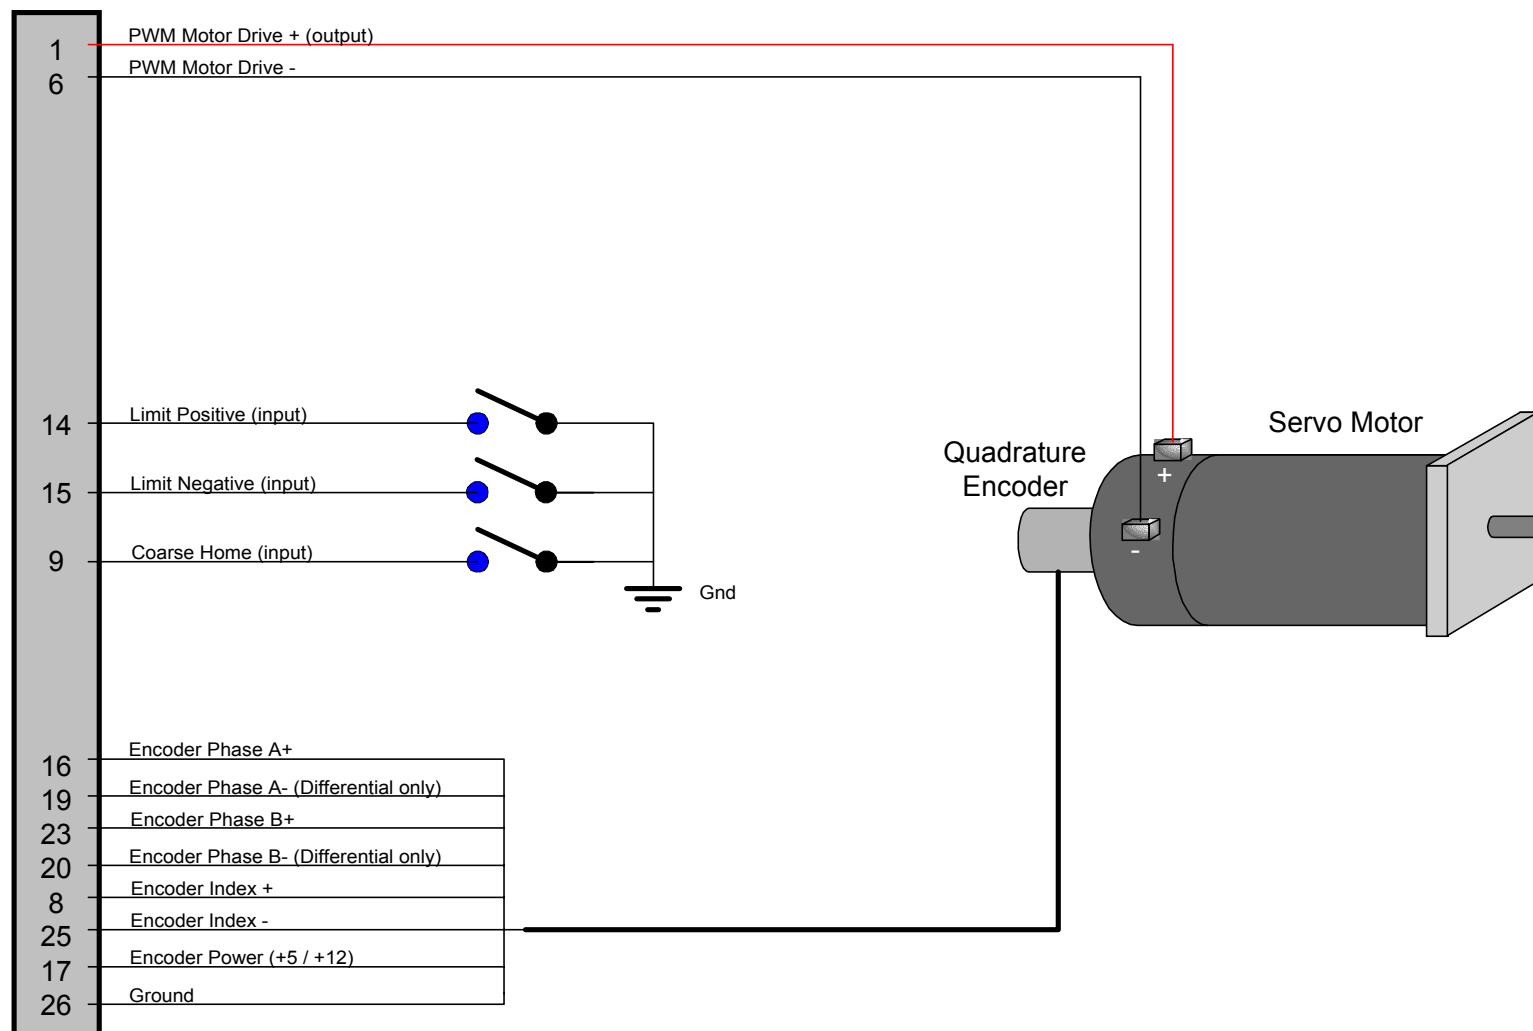 1 PWM Motor Drive + (output)
6 PWM Motor Drive -
14 Limit Positive (input)
15 Limit Negative (input)
9 Coarse Home (input)
Gnd
Quadrature
Encoder
Servo Motor
+
-
16 Encoder Phase A+
19 Encoder Phase A- (Differential only)
23 Encoder Phase B+
20 Encoder Phase B- (Differential only)
8 Encoder Index +
25 Encoder Index -
17 Encoder Power (+5 / +12)
26 Ground